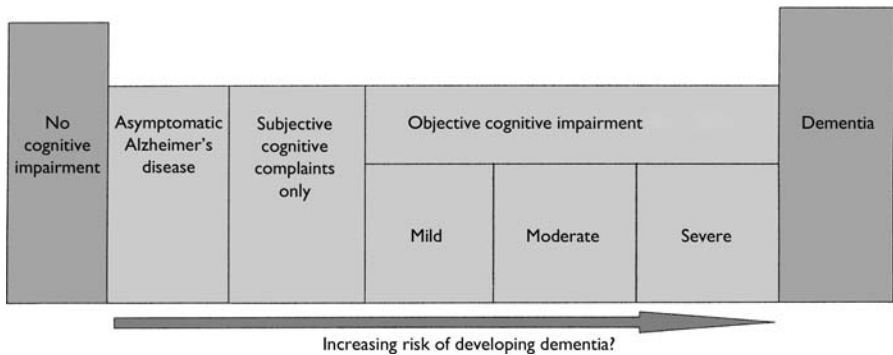 No
cognitive
impairment
Asymptomatic
Alzheimer's
disease
Subjective
cognitive
complaints
only
Objective cognitive impairment
Mild
Moderate
Severe
Dementia
Increasing risk of developing dementia?